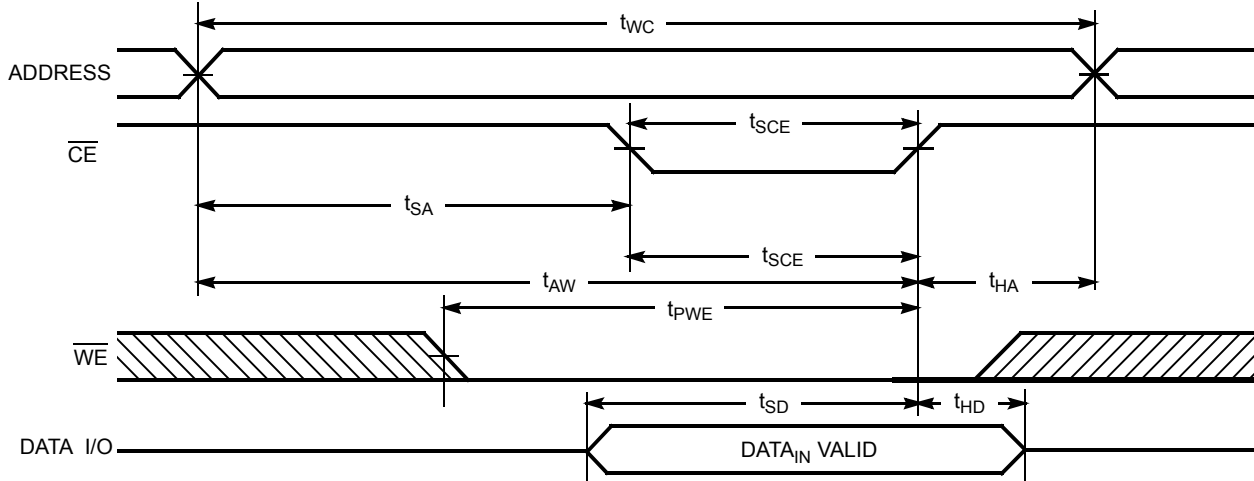 tWC
ADDRESS
tSCE
CE
tSA
tSCE
tAW
tHA
tPWE
WE
tSD
tHD
DATA I/O
DATAIN VALID